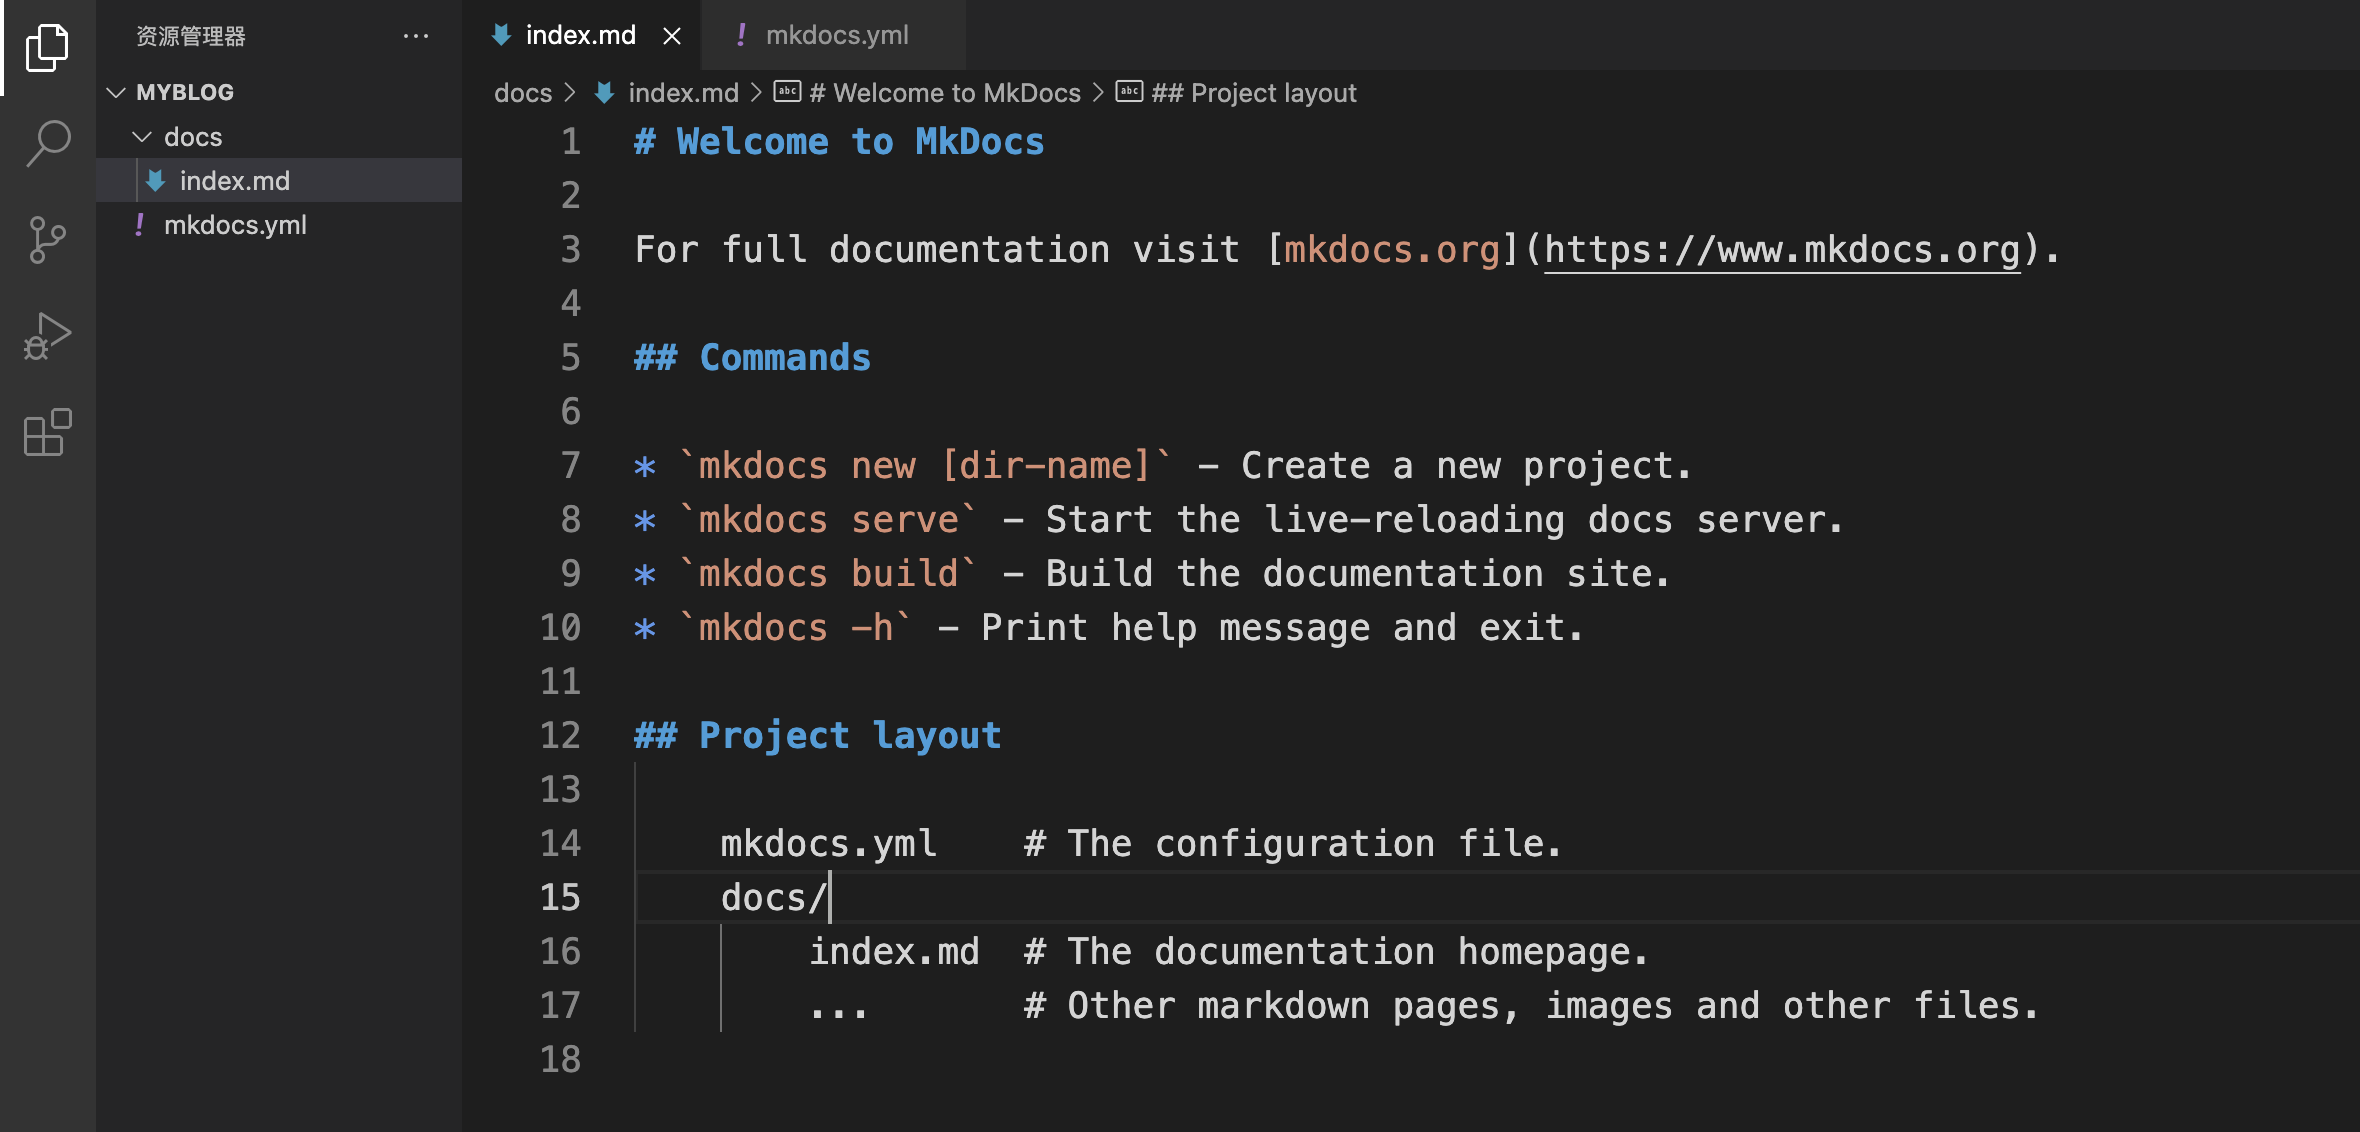 资源管理器 ...
MYBLOG
docs
index.md
mkdocs.yml
index.md mkdocs.yml
docs > index.md > # Welcome to MkDocs > ## Project layout
1 # Welcome to MkDocs
2
3 For full documentation visit [mkdocs.org](https://www.mkdocs.org).
4
5 ## Commands
6
7 * `mkdocs new [dir-name]` - Create a new project.
8 * `mkdocs serve` - Start the live-reloading docs server.
9 * `mkdocs build` - Build the documentation site.
10 * `mkdocs -h` - Print help message and exit.
11
12 ## Project layout
13
14     mkdocs.yml    # The configuration file.
15     docs/
16         index.md  # The documentation homepage.
17         ...       # Other markdown pages, images and other files.
18